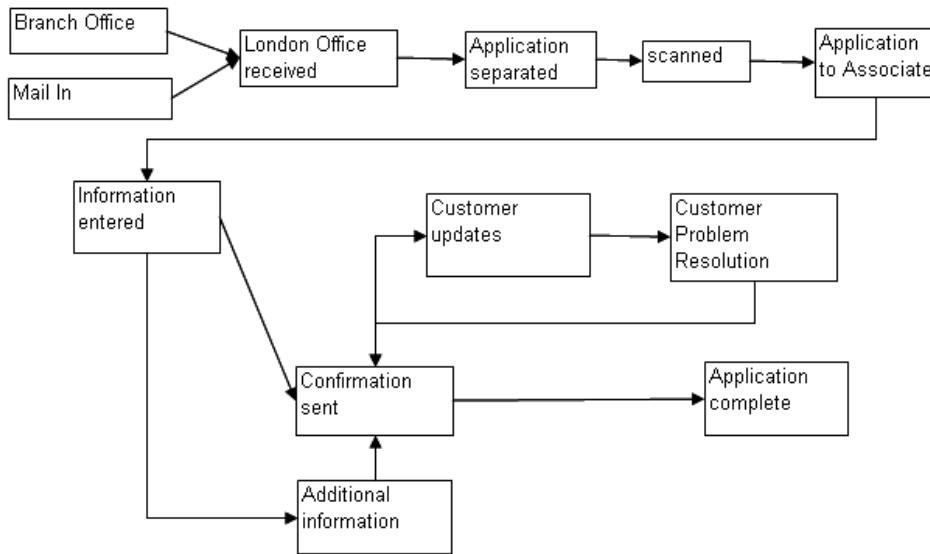 Branch Office
Mail In
London Office
received
Application
separated
scanned
Application
to Associate
Information
entered
Customer
updates
Customer
Problem
Resolution
Confirmation
sent
Application
complete
Additional
information